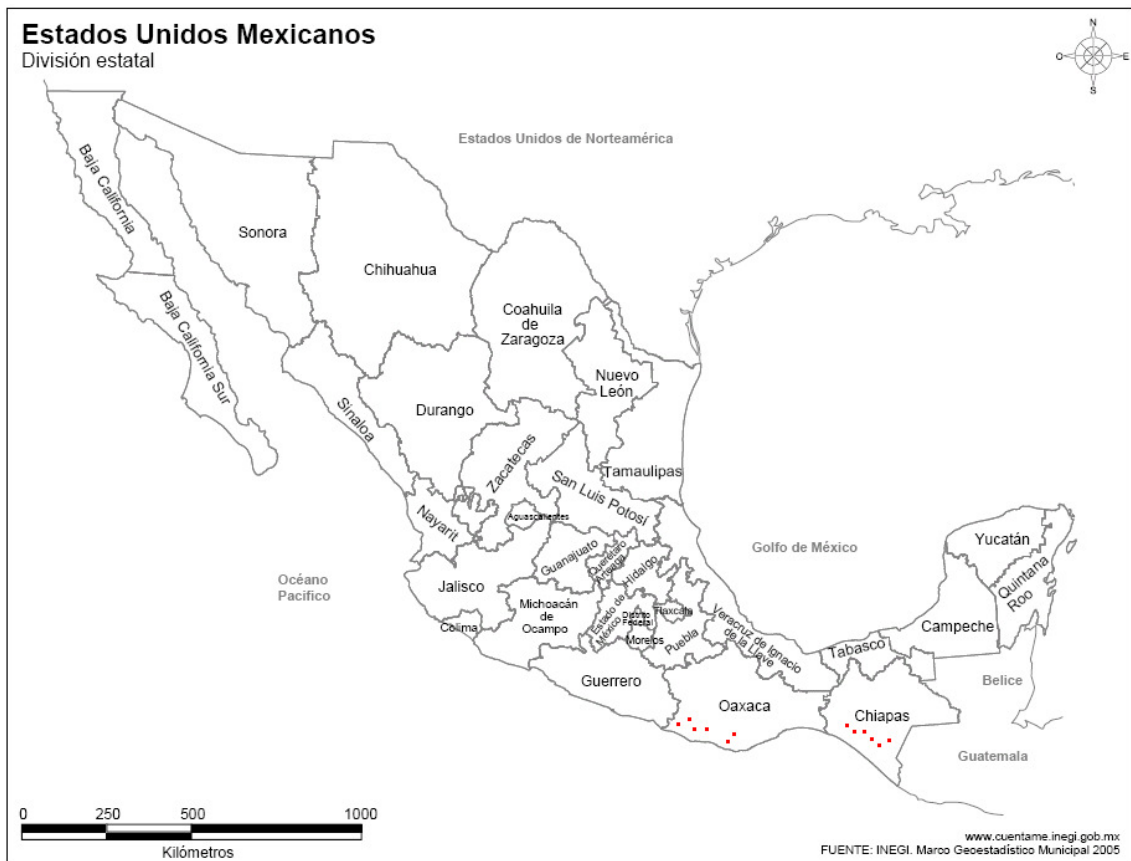 Estados Unidos Mexicanos
División estatal
N
O
E
S
Estados Unidos de Norteamérica
Baja California
Sonora
Chihuahua
Coahuila
de
Zaragoza
Baja California Sur
Nuevo
León
Sinaloa
Durango
Zacatecas
Tamaulipas
San Luis Potosí
Nayarit
Aguascalientes
Golfo de México
Yucatán
Quintana
Roo
Océano
Pacifico
Jalisco
Guanajuato
Querétaro
Arteaga
Hidalgo
Michoacán
de
Ocampo
Colima
Estado de
México
Distrito
Federal
Tlaxcala
Morelos
Puebla
Veracruz de Ignacio
de la Llave
Campeche
Tabasco
Guerrero
Oaxaca
Chiapas
Belice
Guatemala
0 250 500 1000
Kilómetros
www.cuentame.inegi.gob.mx
FUENTE: INEGI. Marco Geoestadístico Municipal 2005